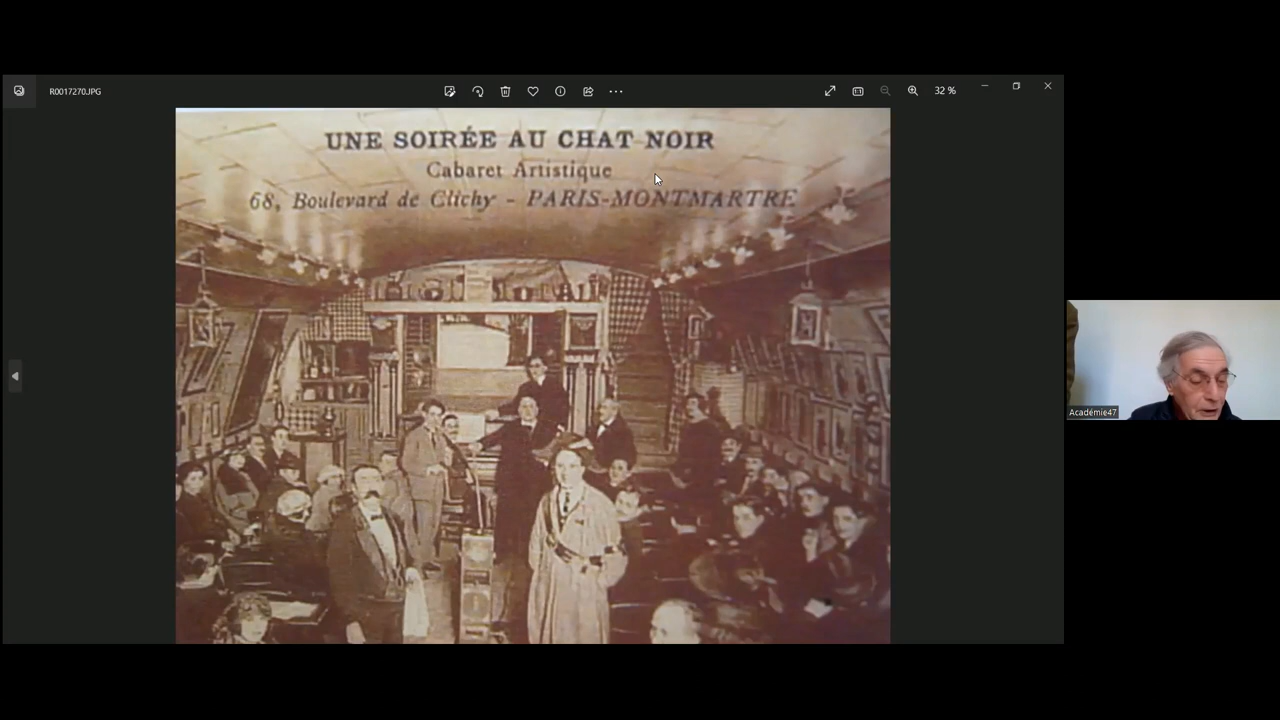 R0017270.JPG
32 %
UNE SOIRÉE AU CHAT NOIR
Cabaret Artistique
68, Boulevard de Clichy - PARIS-MONTMARTRE
Académie47